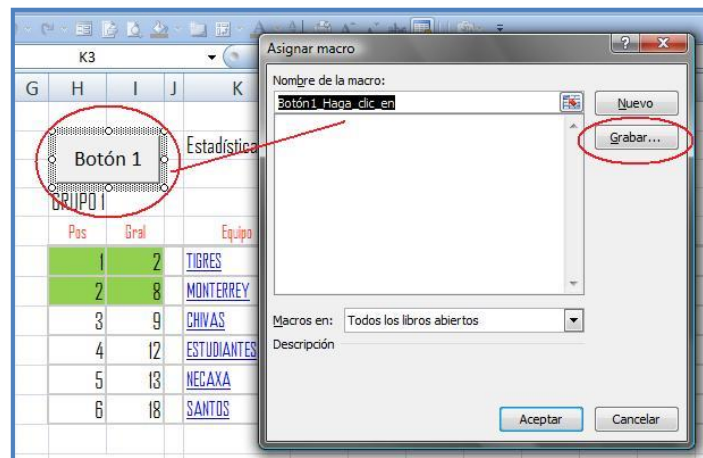 K3
Asignar macro
G H I J K
Nombre de la macro:
Botón1_Haga_clic_en
Nuevo
Grabar...
Botón 1
Estadística
GRUPO 1
Pos Gral Equipo
1 2 TIGRES
2 8 MONTERREY
3 9 CHIVAS
4 12 ESTUDIANTES
5 13 NECAXA
6 18 SANTOS
Macros en: Todos los libros abiertos
Descripción
Aceptar Cancelar